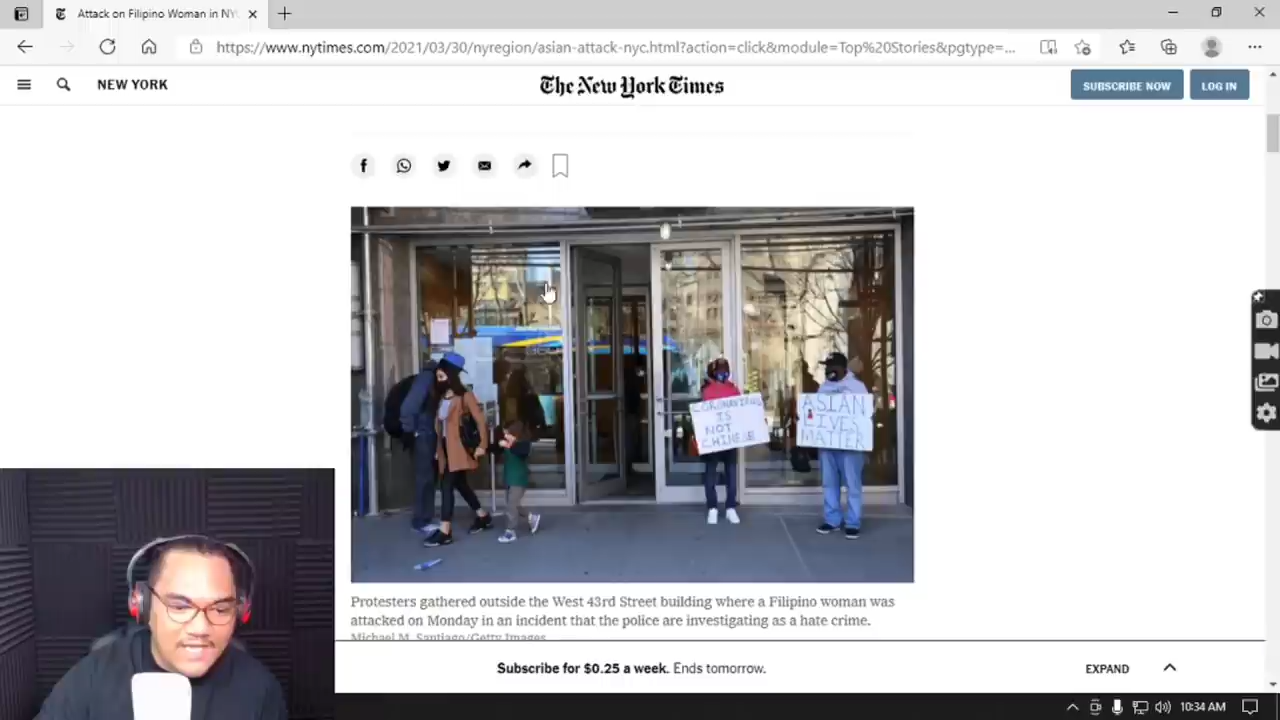 Attack on Filipino Woman in NY
https://www.nytimes.com/2021/03/30/nyregion/asian-attack-nyc.html?action=click&module=Top%20Stories&pgtype=...
NEW YORK
The New York Times
SUBSCRIBE NOW
LOG IN
CORONAVIRUS
IS
NOT
CHINESE
ASIAN
LIVES
MATTER
Protesters gathered outside the West 43rd Street building where a Filipino woman was
attacked on Monday in an incident that the police are investigating as a hate crime.
Michael M. Santiago/Getty Images
Subscribe for $0.25 a week. Ends tomorrow.
EXPAND
10:34 AM